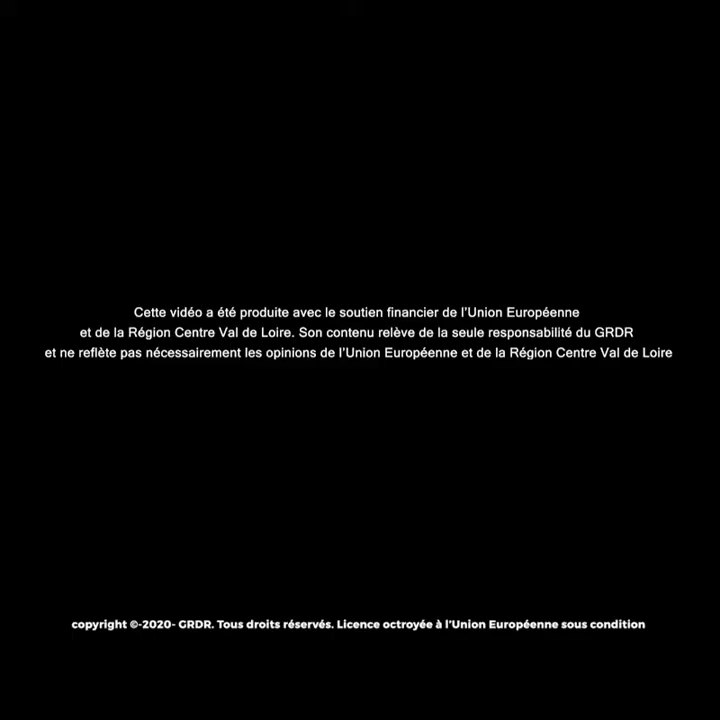 Cette vidéo a été produite avec le soutien financier de l'Union Européenne
et de la Région Centre Val de Loire. Son contenu relève de la seule responsabilité du GRDR
et ne reflète pas nécessairement les opinions de l'Union Européenne et de la Région Centre Val de Loire
copyright ©-2020- GRDR. Tous droits réservés. Licence octroyée à l'Union Européenne sous condition